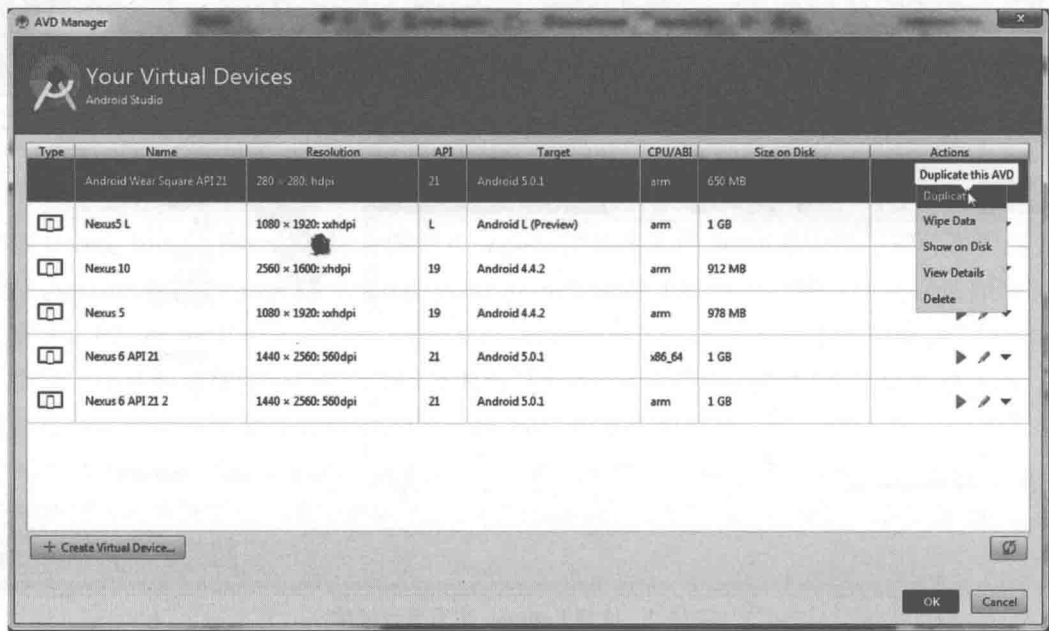 AVD Manager
x
Your Virtual Devices
Android Studio
Type Name Resolution API Target CPU/ABI Size on Disk Actions
Android Wear Square API 21 280 × 280: hdpi 21 Android 5.0.1 arm 650 MB
Duplicate this AVD
Duplicat
Nexus5 L 1080 × 1920: xxhdpi L Android L (Preview) arm 1 GB
Wipe Data
Show on Disk
Nexus 10 2560 × 1600: xhdpi 19 Android 4.4.2 arm 912 MB
View Details
Delete
Nexus 5 1080 × 1920: xxhdpi 19 Android 4.4.2 arm 978 MB
Nexus 6 API 21 1440 × 2560: 560dpi 21 Android 5.0.1 x86_64 1 GB
Nexus 6 API 21 2 1440 × 2560: 560dpi 21 Android 5.0.1 arm 1 GB
+ Create Virtual Device...
OK Cancel